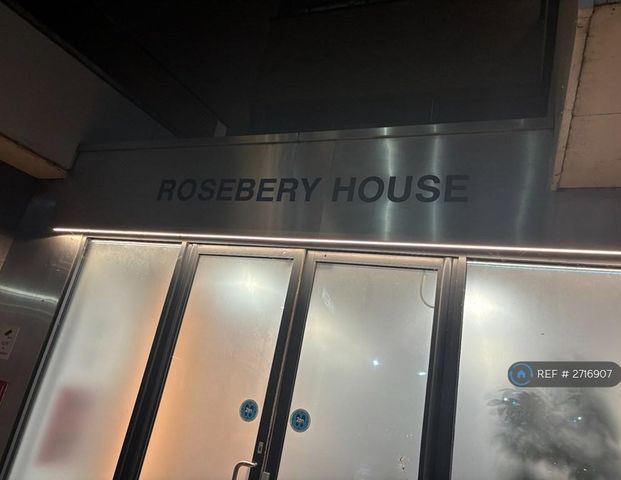 ROSEBERY HOUSE
REF # 2716907